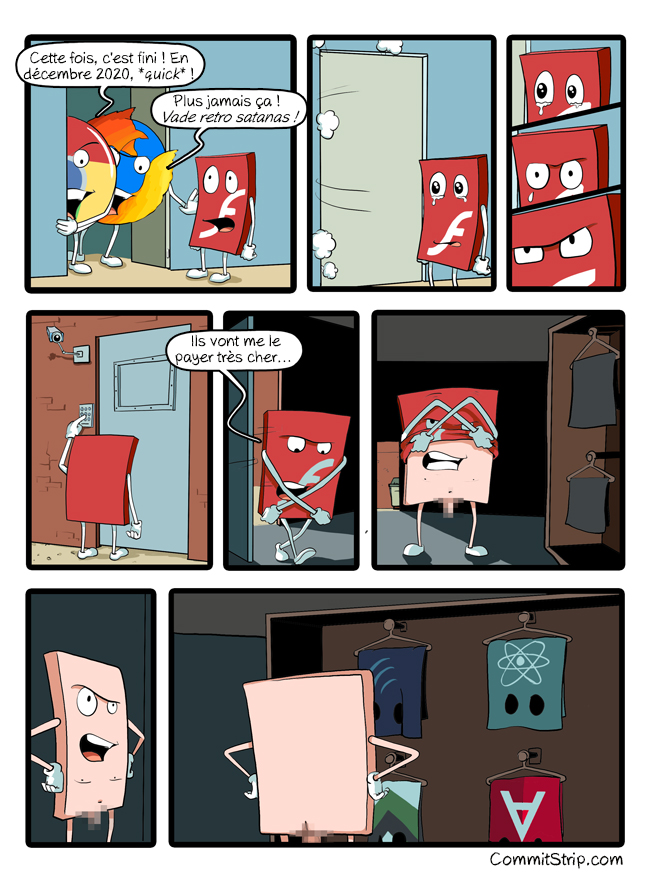 Cette fois, c'est fini ! En
décembre 2020, *quick* !
Plus jamais ça !
Vade retro satanas !
Ils vont me le
payer très cher...
CommitStrip.com